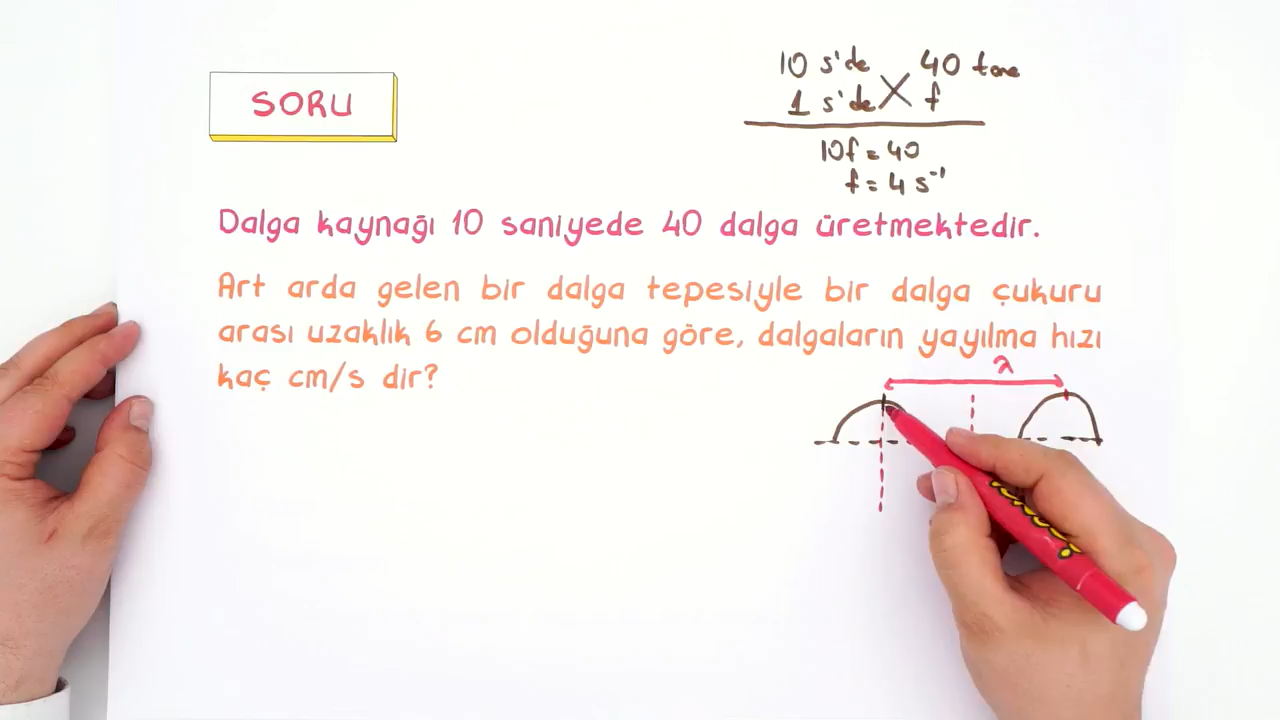 SORU
10 s'de 40 tane
1 s'de f
10f = 40
f = 4 s⁻¹
Dalga kaynağı 10 saniyede 40 dalga üretmektedir.
Art arda gelen bir dalga tepesiyle bir dalga çukuru
arası uzaklık 6 cm olduğuna göre, dalgaların yayılma hızı
kaç cm/s dir?
λ